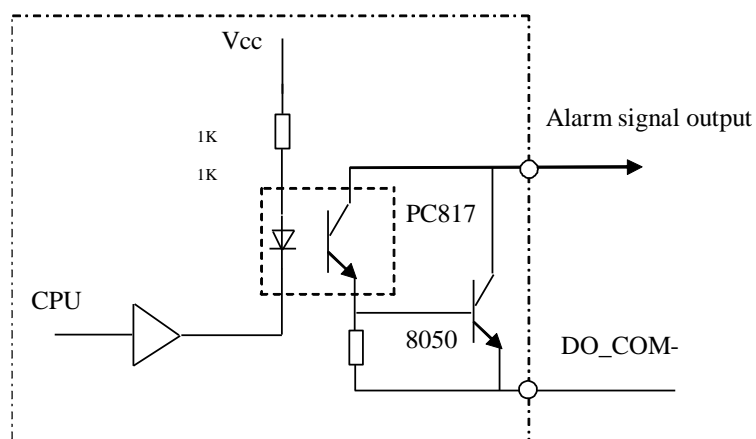 Vcc
Alarm signal output
1K
1K
PC817
CPU
8050
DO_COM-